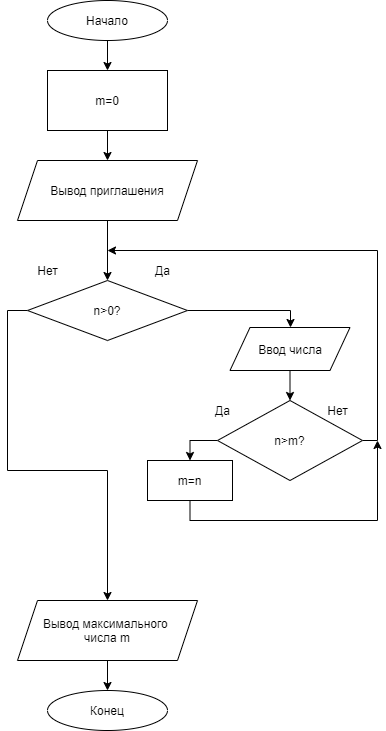 Начало
m=0
Вывод приглашения
Нет
Да
n>0?
Ввод числа
Да
Нет
n>m?
m=n
Вывод максимального
числа m
Конец